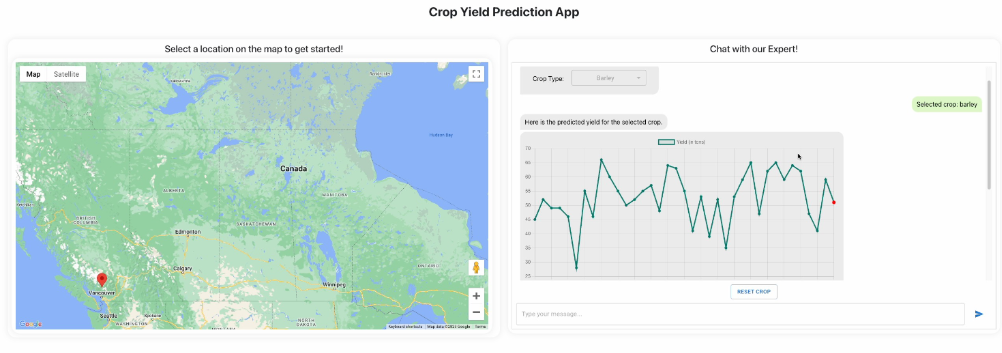 Crop Yield Prediction App
Select a location on the map to get started!
Map Satellite
Hudson Bay
Canada
ALBERTA
BRITISH
COLUMBIA
MANITOBA
SASKATCHEWAN
Edmonton
Calgary
ONTARIO
Vancouver
Winnipeg
Seattle
WASHINGTON
NORTH
DAKOTA
Google
Keyboard shortcuts Map data ©2023 Google Terms
Chat with our Expert!
Crop Type: Barley
Selected crop: barley
Here is the predicted yield for the selected crop.
Yield (in tons)
70
65
60
55
50
45
40
35
30
25
RESET CROP
Type your message...